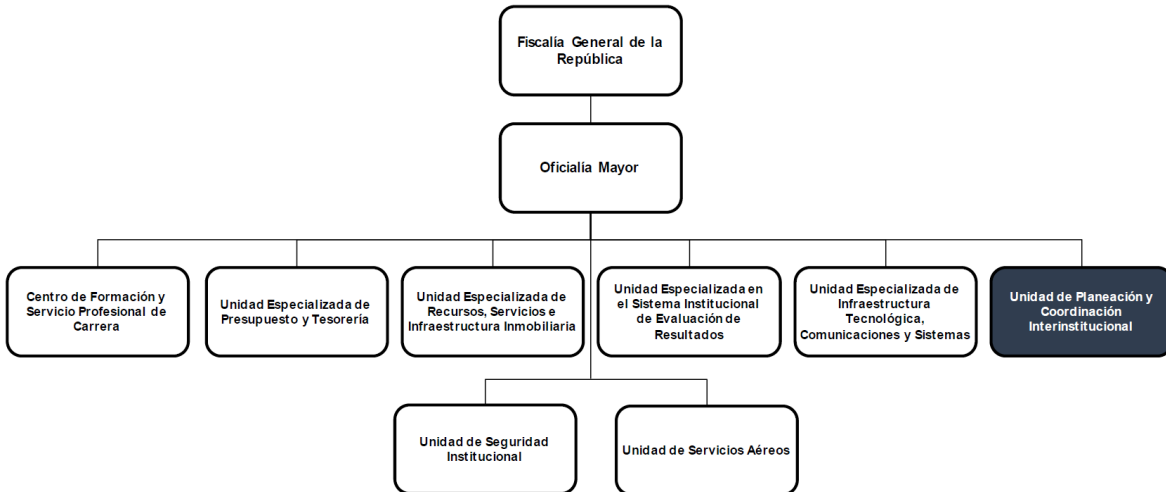 Fiscalía General de la
República
Oficialía Mayor
Centro de Formación y
Servicio Profesional de
Carrera
Unidad Especializada de
Presupuesto y Tesorería
Unidad Especializada de
Recursos, Servicios e
Infraestructura Inmobiliaria
Unidad Especializada en
el Sistema Institucional
de Evaluación de
Resultados
Unidad Especializada de
Infraestructura
Tecnológica,
Comunicaciones y Sistemas
Unidad de Planeación y
Coordinación
Interinstitucional
Unidad de Seguridad
Institucional
Unidad de Servicios Aéreos